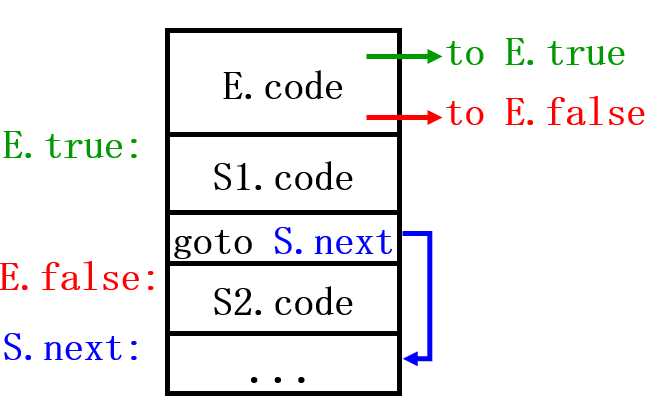 to E.true
E.code
to E.false
E.true:
S1.code
goto S.next
E.false:
S2.code
S.next:
...